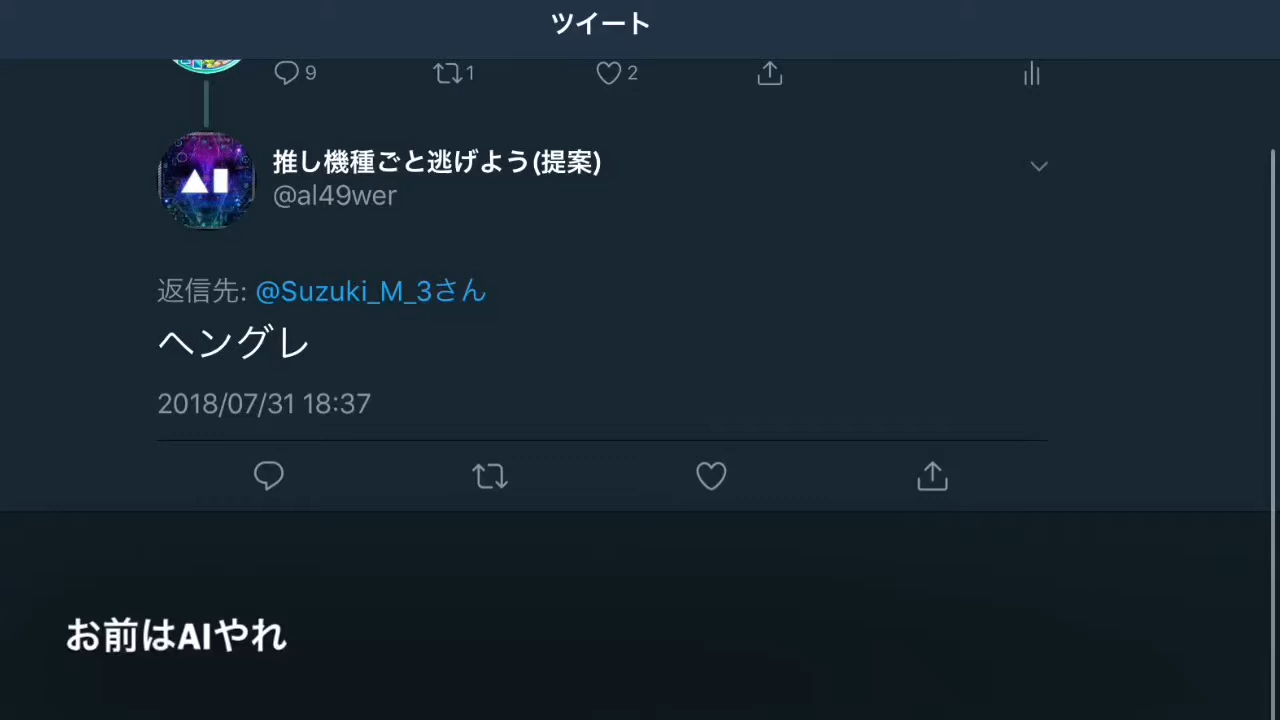 ツイート
9
1
2
推し機種ごと逃げよう(提案)
@al49wer
返信先: @Suzuki_M_3さん
ヘングレ
2018/07/31 18:37
お前はAIやれ